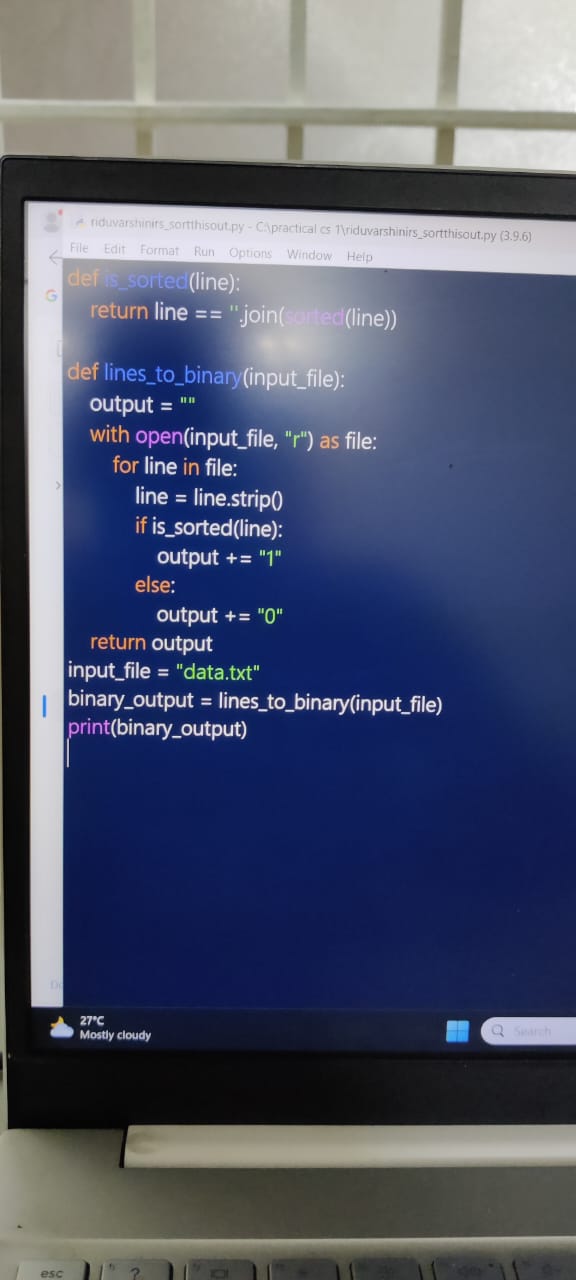 riduvarshinirs_sortthisout.py - C:\practical cs 1\riduvarshinirs_sortthisout.py (3.9.6)
File Edit Format Run Options Window Help
def is_sorted(line):
    return line == ''.join(sorted(line))
def lines_to_binary(input_file):
    output = ""
    with open(input_file, "r") as file:
        for line in file:
            line = line.strip()
            if is_sorted(line):
                output += "1"
            else:
                output += "0"
    return output
input_file = "data.txt"
binary_output = lines_to_binary(input_file)
print(binary_output)
27°C
Mostly cloudy
Search
esc